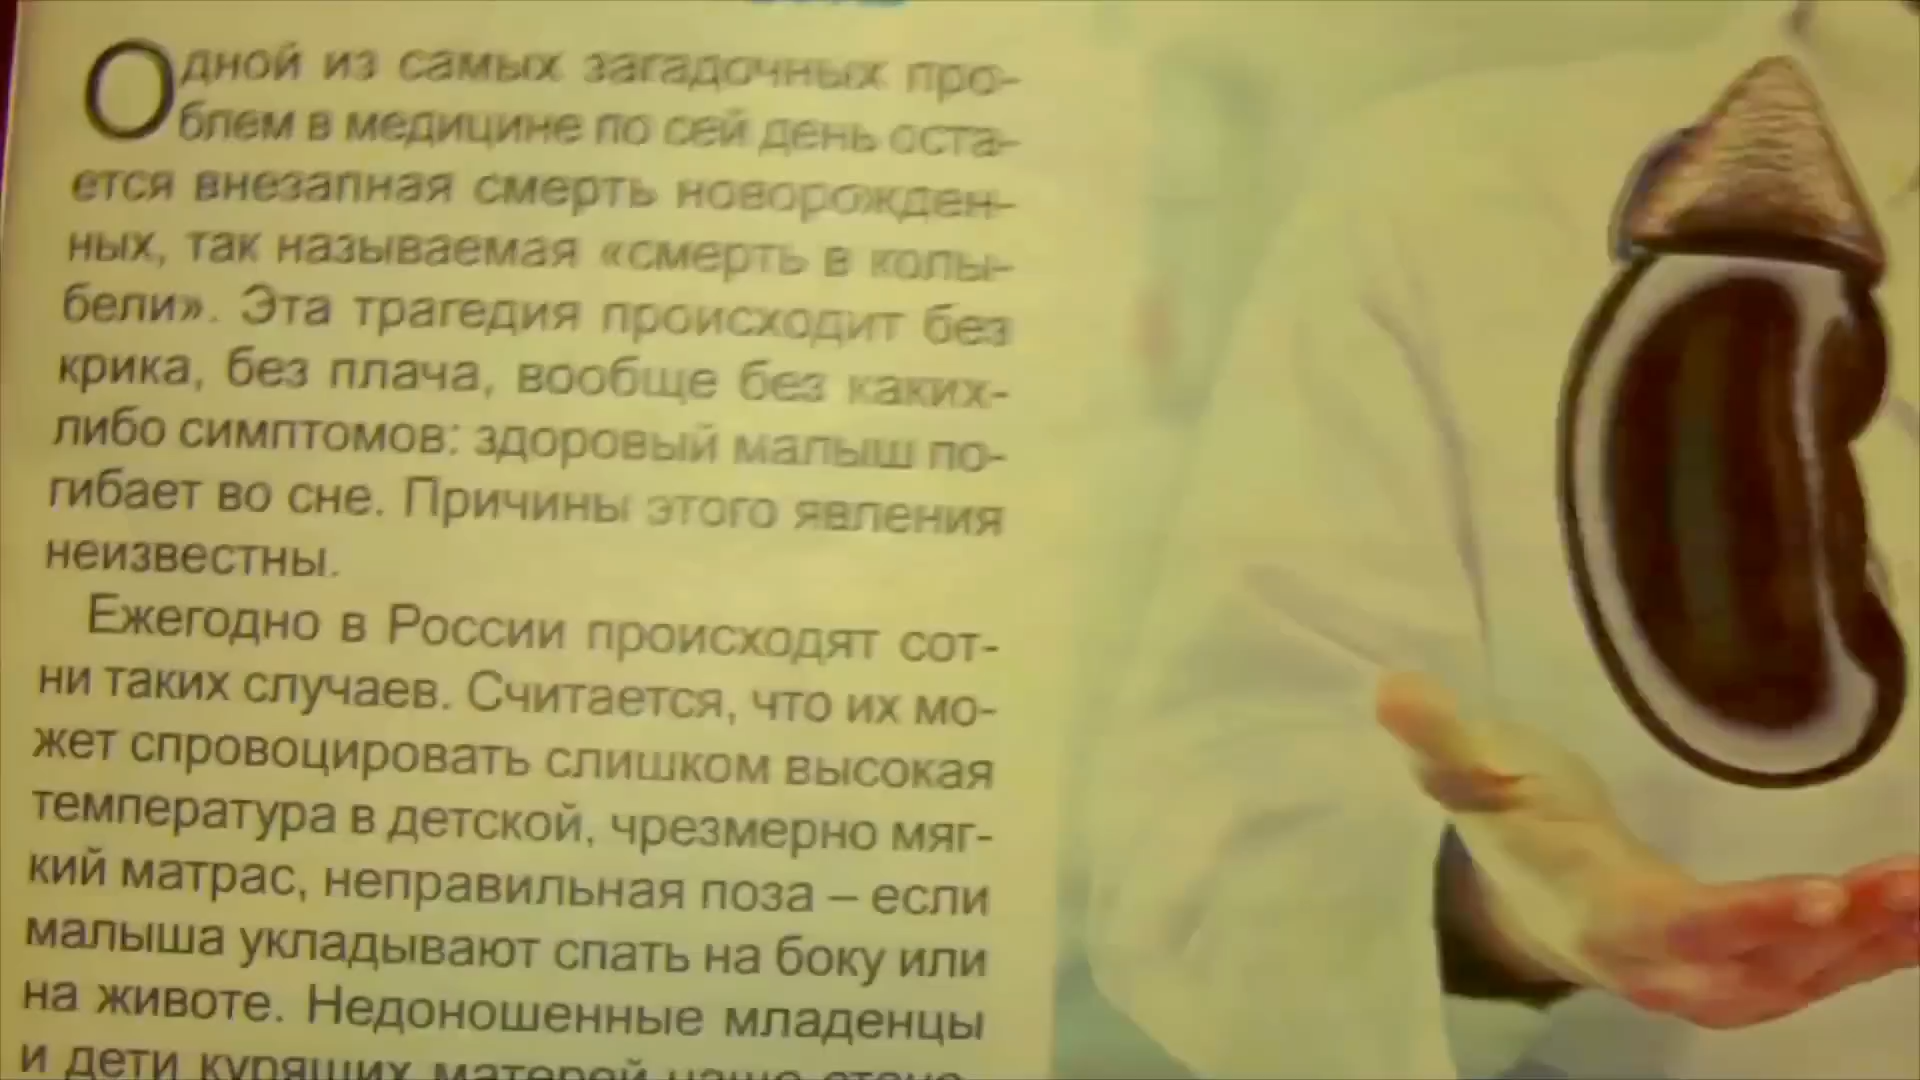 Одной из самых загадочных про-
блем в медицине по сей день оста-
ется внезапная смерть новорожден-
ных, так называемая «смерть в колы-
бели». Эта трагедия происходит без
крика, без плача, вообще без каких-
либо симптомов: здоровый малыш по-
гибает во сне. Причины этого явления
неизвестны.
Ежегодно в России происходят сот-
ни таких случаев. Считается, что их мо-
жет спровоцировать слишком высокая
температура в детской, чрезмерно мяг-
кий матрас, неправильная поза – если
малыша укладывают спать на боку или
на животе. Недоношенные младенцы
и дети курящих матерей чаще